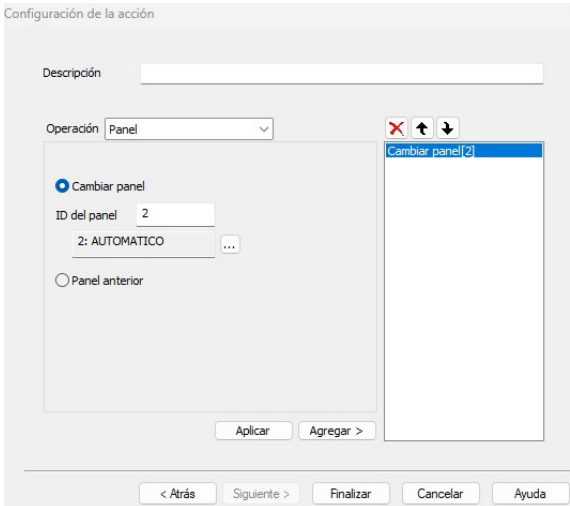 Configuración de la acción
Descripción
Operación Panel
Cambiar panel[2]
Cambiar panel
ID del panel 2
2: AUTOMATICO ...
Panel anterior
Aplicar Agregar >
< Atrás Siguiente > Finalizar Cancelar Ayuda